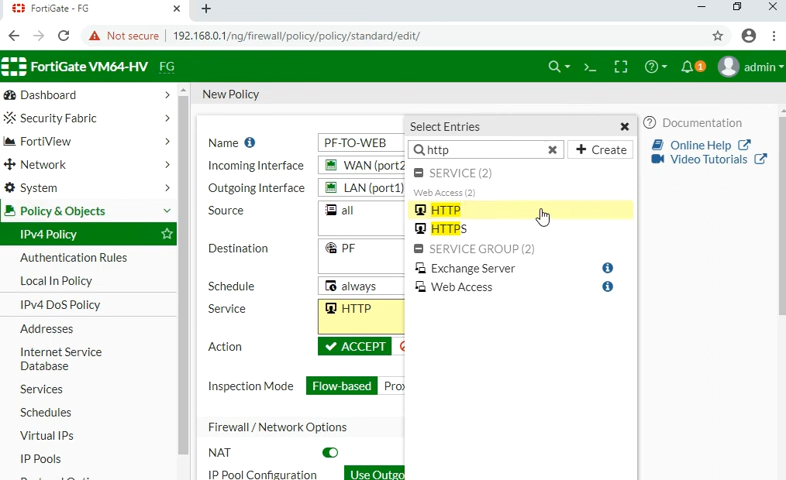 FortiGate - FG
Not secure | 192.168.0.1/ng/firewall/policy/policy/standard/edit/
FortiGate VM64-HV FG
1 admin
Dashboard
Security Fabric
FortiView
Network
System
Policy & Objects
IPv4 Policy
Authentication Rules
Local In Policy
IPv4 DoS Policy
Addresses
Internet Service
Database
Services
Schedules
Virtual IPs
IP Pools
New Policy
Name PF-TO-WEB
Incoming Interface WAN (port2
Outgoing Interface LAN (port1)
Source all
Destination PF
Schedule always
Service HTTP
Action ACCEPT
Inspection Mode Flow-based Prox
Firewall / Network Options
NAT
IP Pool Configuration Use Outgo
Select Entries
http
+ Create
SERVICE (2)
Web Access (2)
HTTP
HTTPS
SERVICE GROUP (2)
Exchange Server
Web Access
Documentation
Online Help
Video Tutorials